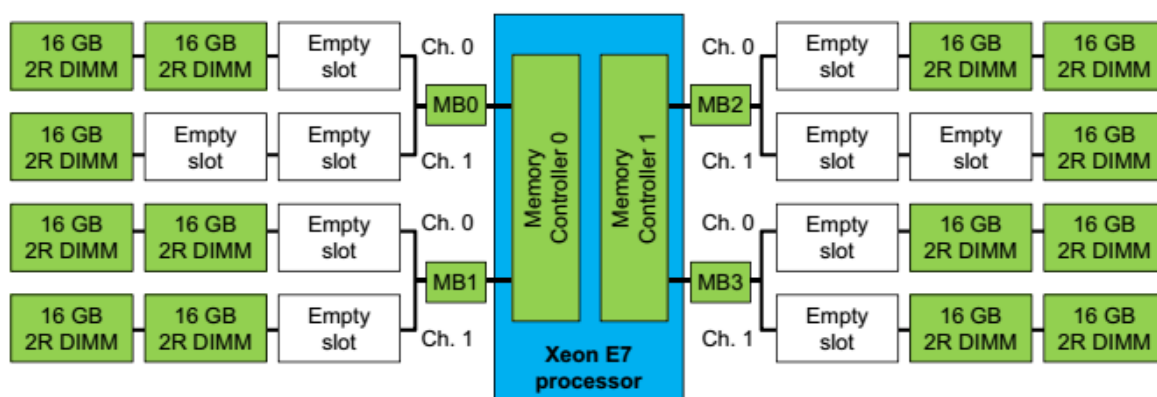 16 GB
2R DIMM
16 GB
2R DIMM
Empty
slot
Ch. 0
MB0
16 GB
2R DIMM
Empty
slot
Empty
slot
Ch. 1
16 GB
2R DIMM
16 GB
2R DIMM
Empty
slot
Ch. 0
MB1
16 GB
2R DIMM
16 GB
2R DIMM
Empty
slot
Ch. 1
Memory
Controller 0
Memory
Controller 1
Xeon E7
processor
Ch. 0
MB2
Empty
slot
16 GB
2R DIMM
16 GB
2R DIMM
Ch. 1
Empty
slot
Empty
slot
16 GB
2R DIMM
Ch. 0
MB3
Empty
slot
16 GB
2R DIMM
16 GB
2R DIMM
Ch. 1
Empty
slot
16 GB
2R DIMM
16 GB
2R DIMM